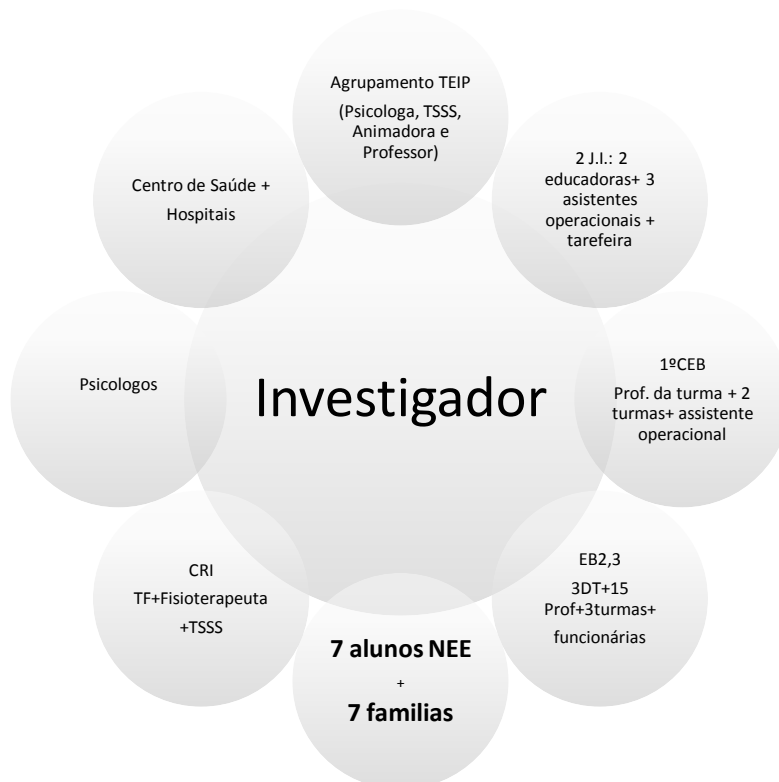 Agrupamento TEIP
(Psicologa, TSSS,
Animadora e
Professor)
2 J.I.: 2
educadoras+ 3
asistentes
operacionais +
tarefeira
1ºCEB
Prof. da turma + 2
turmas+ assistente
operacional
EB2,3
3DT+15
Prof+3turmas+
funcionárias
7 alunos NEE
+
7 familias
CRI
TF+Fisioterapeuta
+TSSS
Psicologos
Centro de Saúde +
Hospitais
Investigador